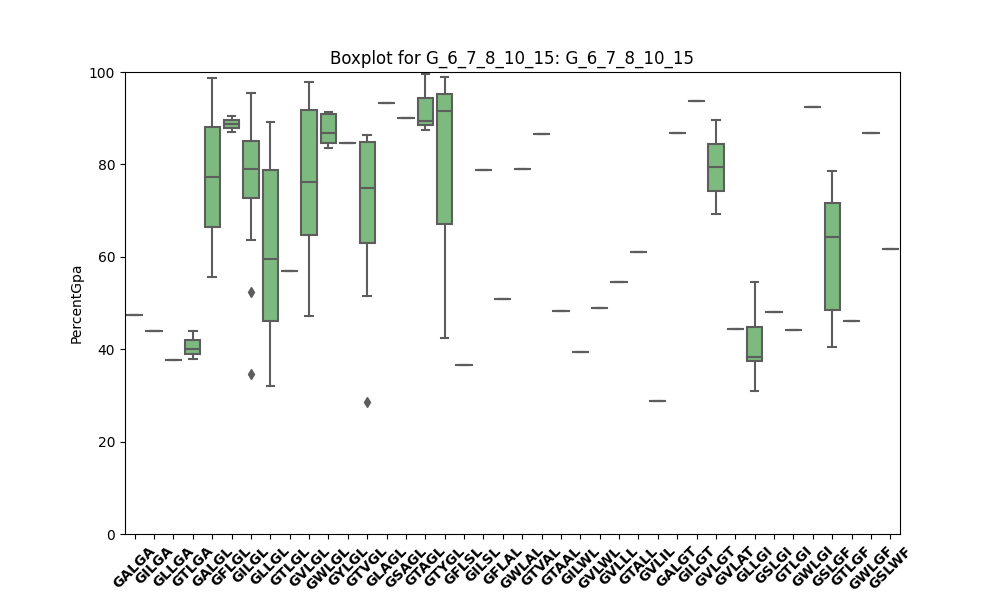 Boxplot for G_6_7_8_10_15: G_6_7_8_10_15
PercentGpa
100
80
60
40
20
0
GALGA
GILGA
GLLGA
GTLGA
GALGL
GFLGL
GILGL
GLLGL
GTLGL
GVLGL
GWLGL
GYLGL
GTVGL
GLAGL
GSAGL
GTAGL
GTYGL
GFLSL
GILSL
GFLAL
GWLAL
GTVAL
GTAAL
GILWL
GVLWL
GVLLL
GTALL
GVLIL
GALGT
GILGT
GVLGT
GVLAT
GLLGI
GSLGI
GTLGI
GWLGI
GSLGF
GTLGF
GWLGF
GSLWF